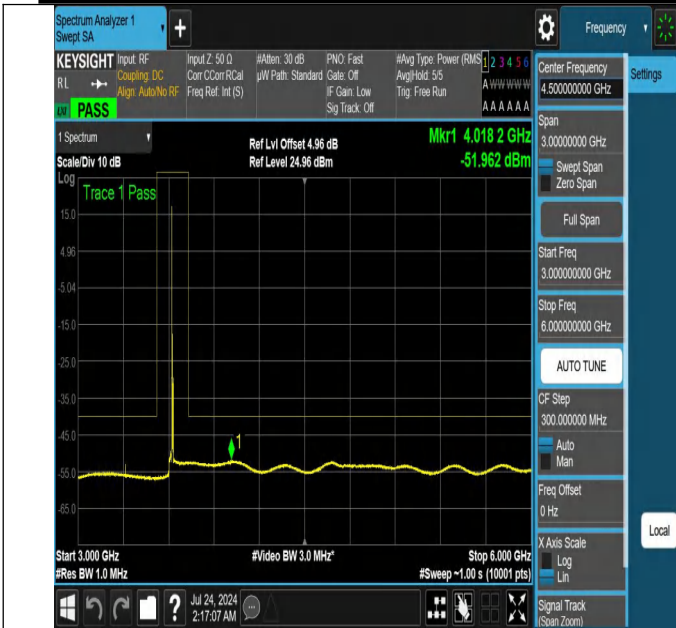 Spectrum Analyzer 1
Swept SA
+
Frequency
KEYSIGHT
RL
PASS
Input: RF
Coupling: DC
Align: Auto/No RF
Input Z: 50 Ω
Corr CCorr RCal
Freq Ref: Int (S)
#Atten: 30 dB
µW Path: Standard
PNO: Fast
Gate: Off
IF Gain: Low
Sig Track: Off
#Avg Type: Power (RMS
Avg|Hold: 5/5
Trig: Free Run
1 2 3 4 5 6
A W W W W W
A A A A A A
1 Spectrum
Scale/Div 10 dB
Log
Ref Lvl Offset 4.96 dB
Ref Level 24.96 dBm
Mkr1 4.018 2 GHz
-51.962 dBm
Trace 1 Pass
15.0
4.96
-5.04
-15.0
-25.0
-35.0
-45.0
-55.0
-65.0
1
Start 3.000 GHz
#Res BW 1.0 MHz
#Video BW 3.0 MHz*
Stop 6.000 GHz
#Sweep ~1.00 s (10001 pts)
?
Jul 24, 2024
2:17:07 AM
Center Frequency
4.500000000 GHz
Span
3.00000000 GHz
Swept Span
Zero Span
Full Span
Start Freq
3.000000000 GHz
Stop Freq
6.000000000 GHz
AUTO TUNE
CF Step
300.000000 MHz
Auto
Man
Freq Offset
0 Hz
X Axis Scale
Log
Lin
Signal Track
(Span Zoom)
Settings
Local